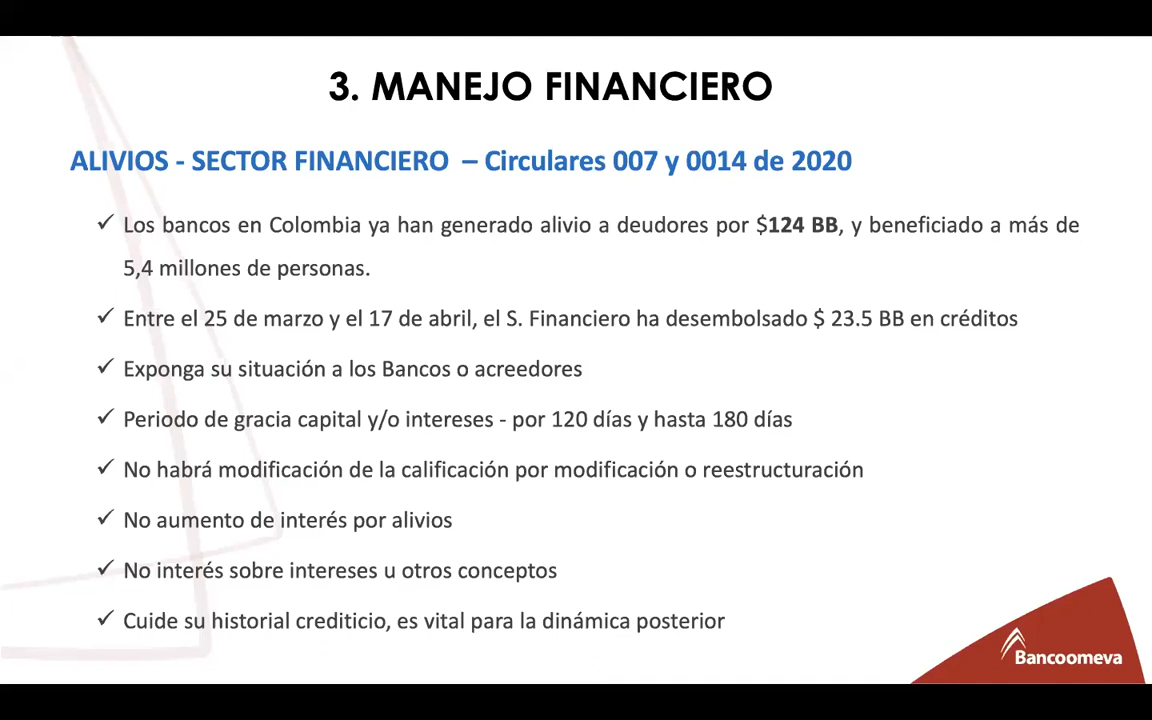 3. MANEJO FINANCIERO
ALIVIOS - SECTOR FINANCIERO – Circulares 007 y 0014 de 2020
✓ Los bancos en Colombia ya han generado alivio a deudores por $124 BB, y beneficiado a más de
5,4 millones de personas.
✓ Entre el 25 de marzo y el 17 de abril, el S. Financiero ha desembolsado $ 23.5 BB en créditos
✓ Exponga su situación a los Bancos o acreedores
✓ Periodo de gracia capital y/o intereses - por 120 días y hasta 180 días
✓ No habrá modificación de la calificación por modificación o reestructuración
✓ No aumento de interés por alivios
✓ No interés sobre intereses u otros conceptos
✓ Cuide su historial crediticio, es vital para la dinámica posterior
Bancoomeva